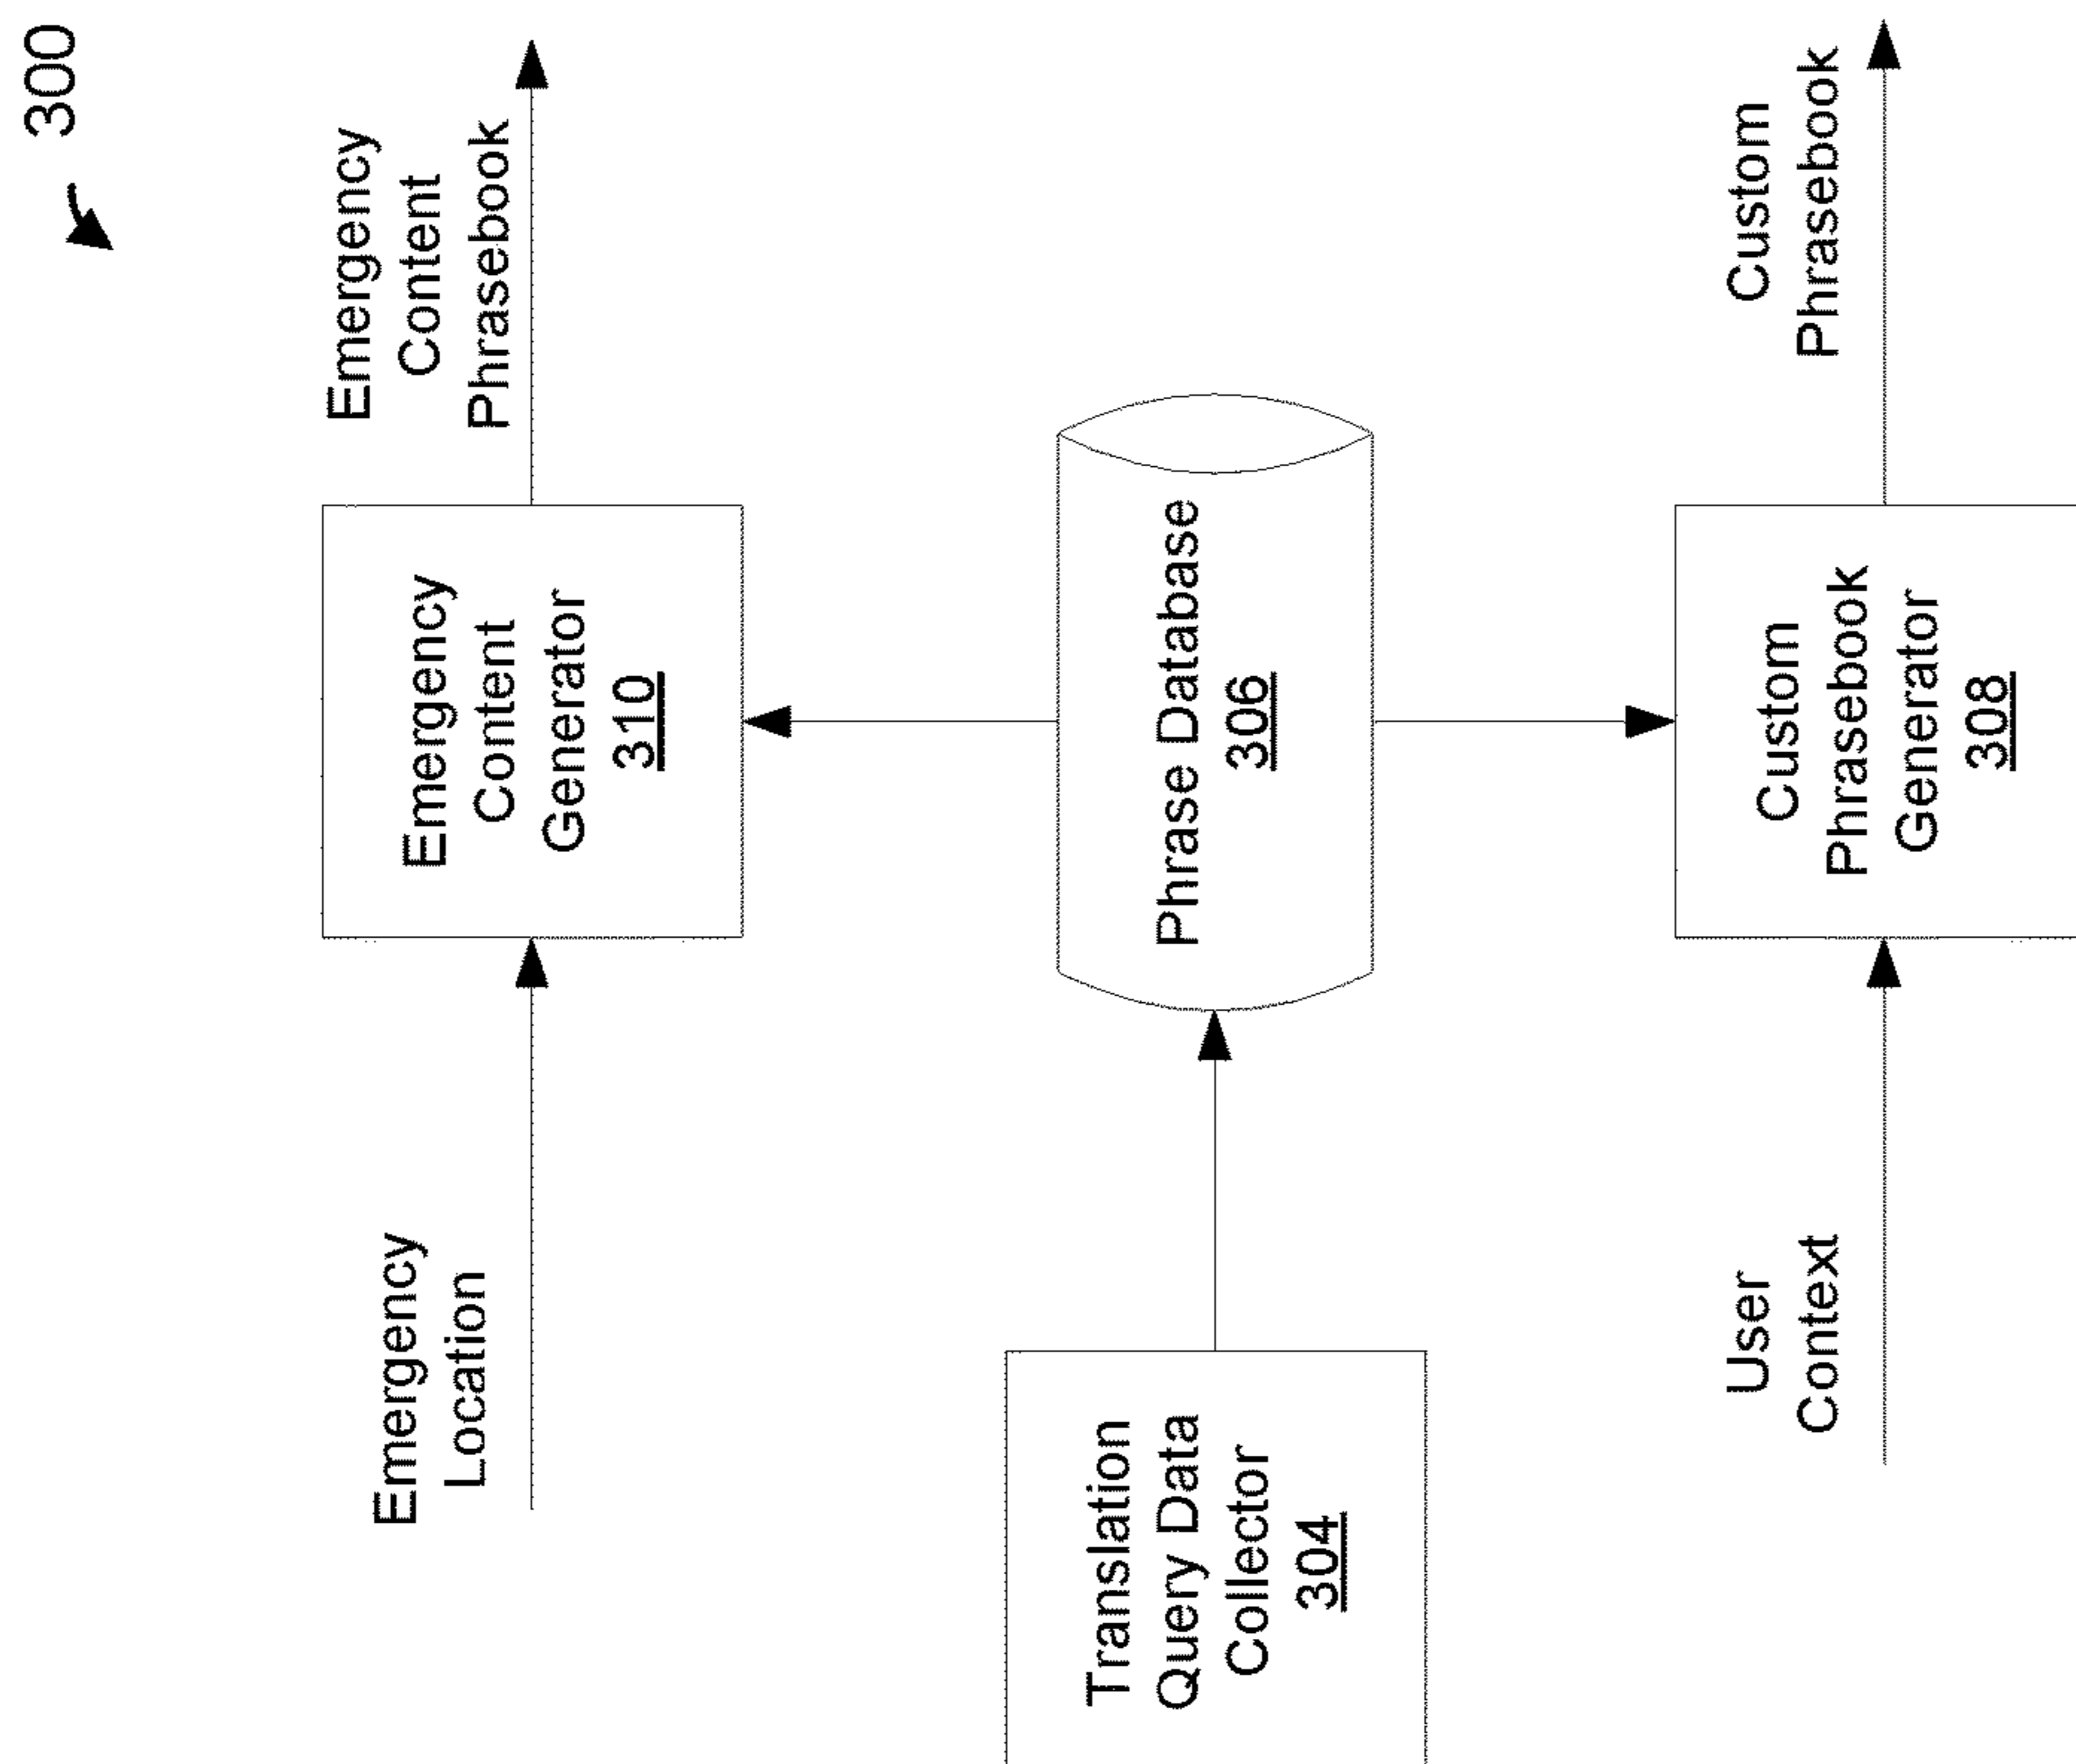 300
Emergency
Location
Emergency
Content
Generator
310
Emergency
Content
Phrasebook
Translation
Query Data
Collector
304
Phrase Database
306
User
Context
Custom
Phrasebook
Generator
308
Custom
Phrasebook